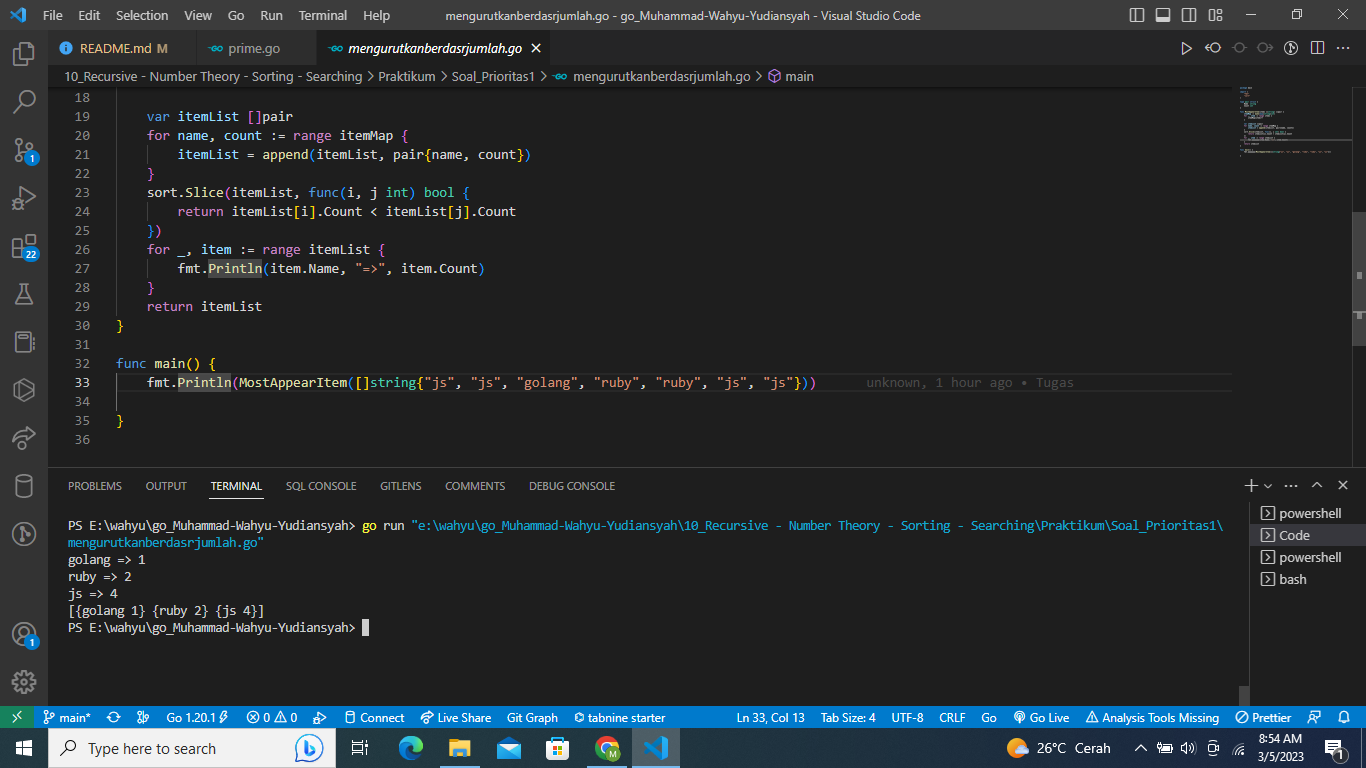 File Edit Selection View Go Run Terminal Help mengurutkanberdasrjumlah.go - go_Muhammad-Wahyu-Yudiansyah - Visual Studio Code
README.md M prime.go mengurutkanberdasrjumlah.go
10_Recursive - Number Theory - Sorting - Searching > Praktikum > Soal_Prioritas1 > mengurutkanberdasrjumlah.go > main
18
19 var itemList []pair
20 for name, count := range itemMap {
21 itemList = append(itemList, pair{name, count})
22 }
23 sort.Slice(itemList, func(i, j int) bool {
24 return itemList[i].Count < itemList[j].Count
25 })
26 for _, item := range itemList {
27 fmt.Println(item.Name, "=>", item.Count)
28 }
29 return itemList
30 }
31
32 func main() {
33 fmt.Println(MostAppearItem([]string{"js", "js", "golang", "ruby", "ruby", "js", "js"})) unknown, 1 hour ago • Tugas
34
35 }
36
1
22
1
PROBLEMS OUTPUT TERMINAL SQL CONSOLE GITLENS COMMENTS DEBUG CONSOLE
PS E:\wahyu\go_Muhammad-Wahyu-Yudiansyah> go run "e:\wahyu\go_Muhammad-Wahyu-Yudiansyah\10_Recursive - Number Theory - Sorting - Searching\Praktikum\Soal_Prioritas1\
mengurutkanberdasrjumlah.go"
golang => 1
ruby => 2
js => 4
[{golang 1} {ruby 2} {js 4}]
PS E:\wahyu\go_Muhammad-Wahyu-Yudiansyah>
powershell
Code
powershell
bash
main* Go 1.20.1 0 0 Connect Live Share Git Graph tabnine starter Ln 33, Col 13 Tab Size: 4 UTF-8 CRLF Go Go Live Analysis Tools Missing Prettier
Type here to search 26°C Cerah 8:54 AM
3/5/2023 1